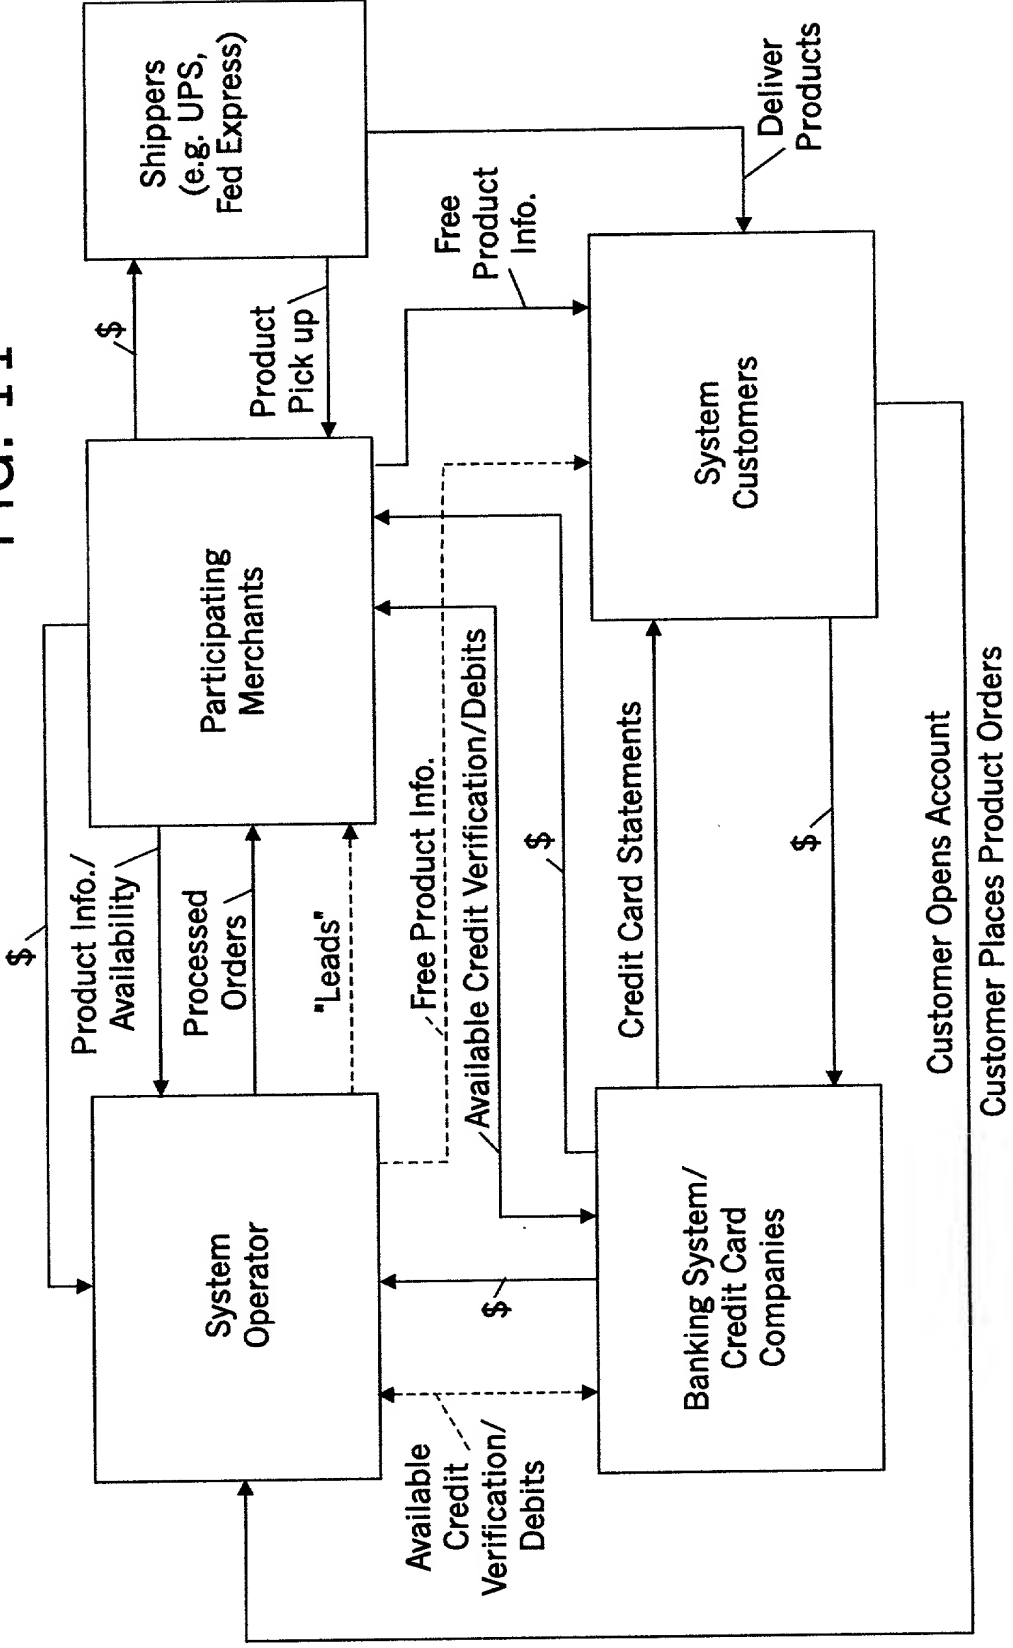 FIG. 11
$
Product Info./
Availability
Processed
Orders
"Leads"
$
Product
Pick up
Shippers
(e.g. UPS,
Fed Express)
Participating
Merchants
System
Operator
Free
Product
Info.
Deliver
Products
Free Product Info.
Available Credit Verification/Debits
$
$
Available
Credit
Verification/
Debits
Banking System/
Credit Card
Companies
Credit Card Statements
$
System
Customers
Customer Opens Account
Customer Places Product Orders